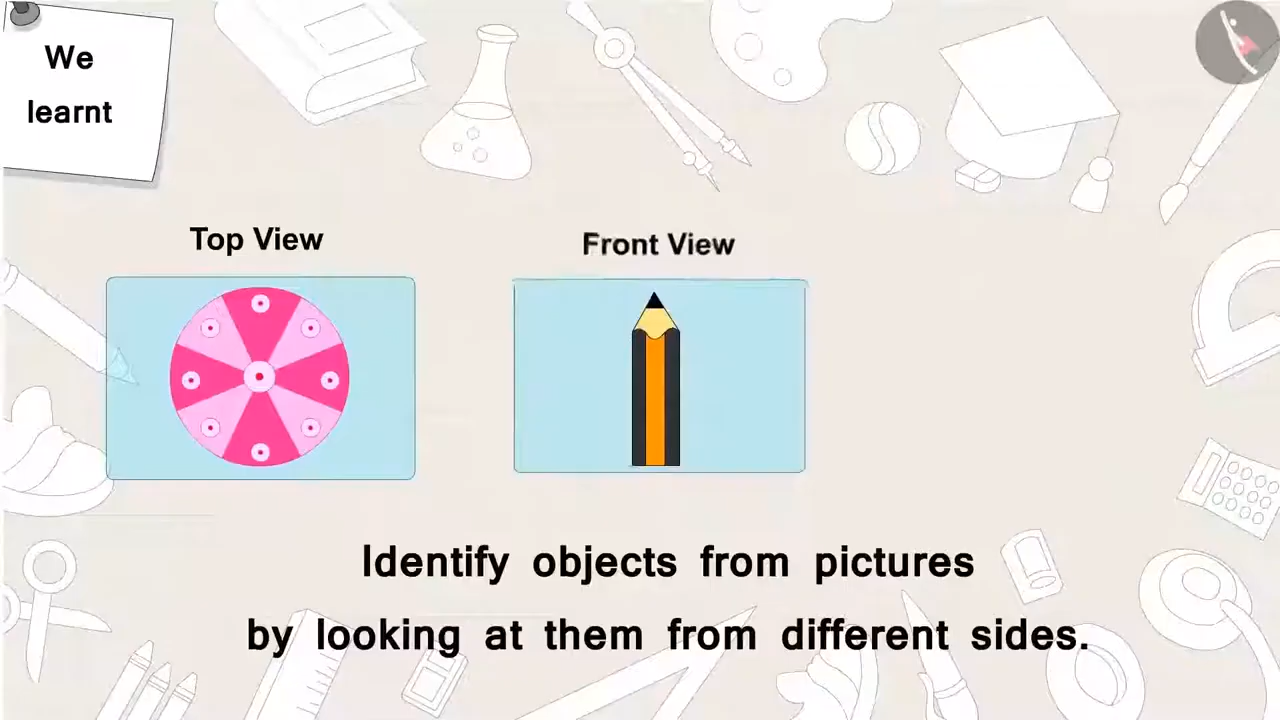 We
learnt
Top View
Front View
Identify objects from pictures
by looking at them from different sides.